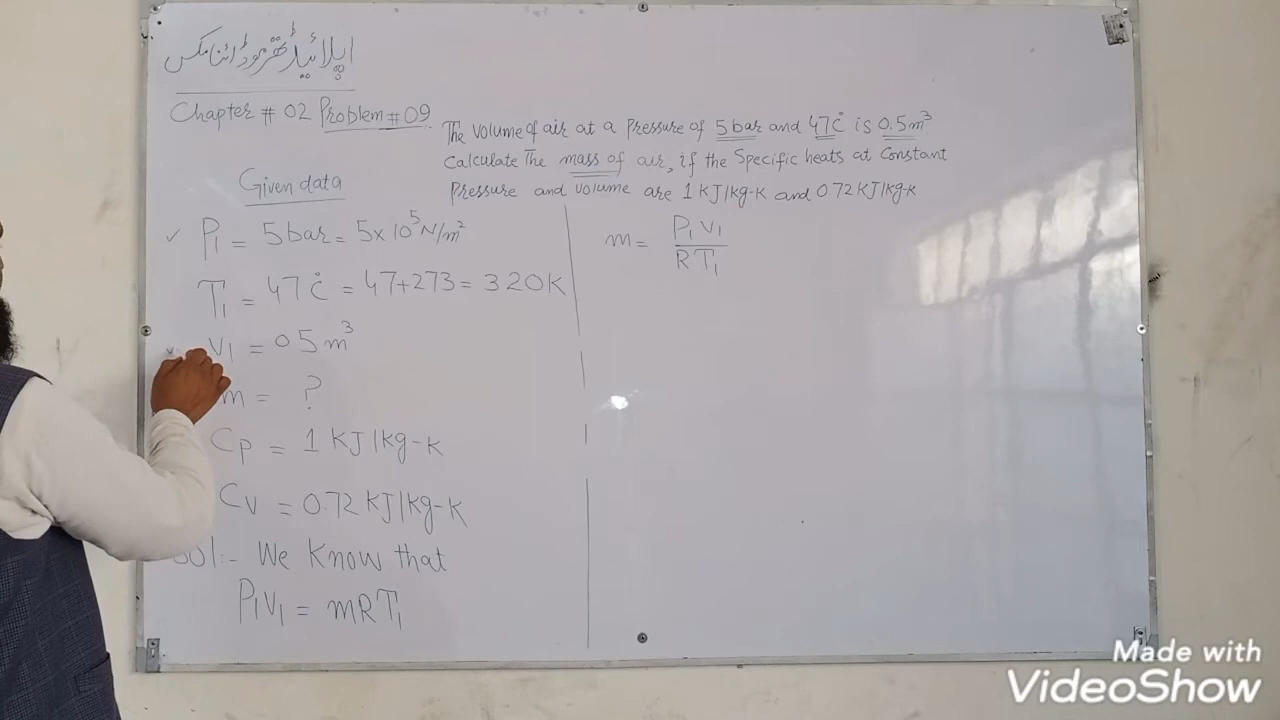 اپلائیڈ تھرموڈائنامکس
Chapter # 02 Problem # 09
The volume of air at a pressure of 5 bar and 47°C is 0.5 m³
Calculate The mass of air, if the Specific heats at Constant
Pressure and volume are 1 KJ/kg-K and 0.72 KJ/kg-K
Given data
✓ P₁ = 5 bar = 5 x 10⁵ N/m²
T₁ = 47°C = 47+273 = 320K
V₁ = 0.5 m³
m = ?
Cp = 1 KJ/kg-K
Cv = 0.72 KJ/kg-K
Sol:- We Know that
P₁V₁ = mRT₁
m = P₁V₁
RT₁
Made with
VideoShow